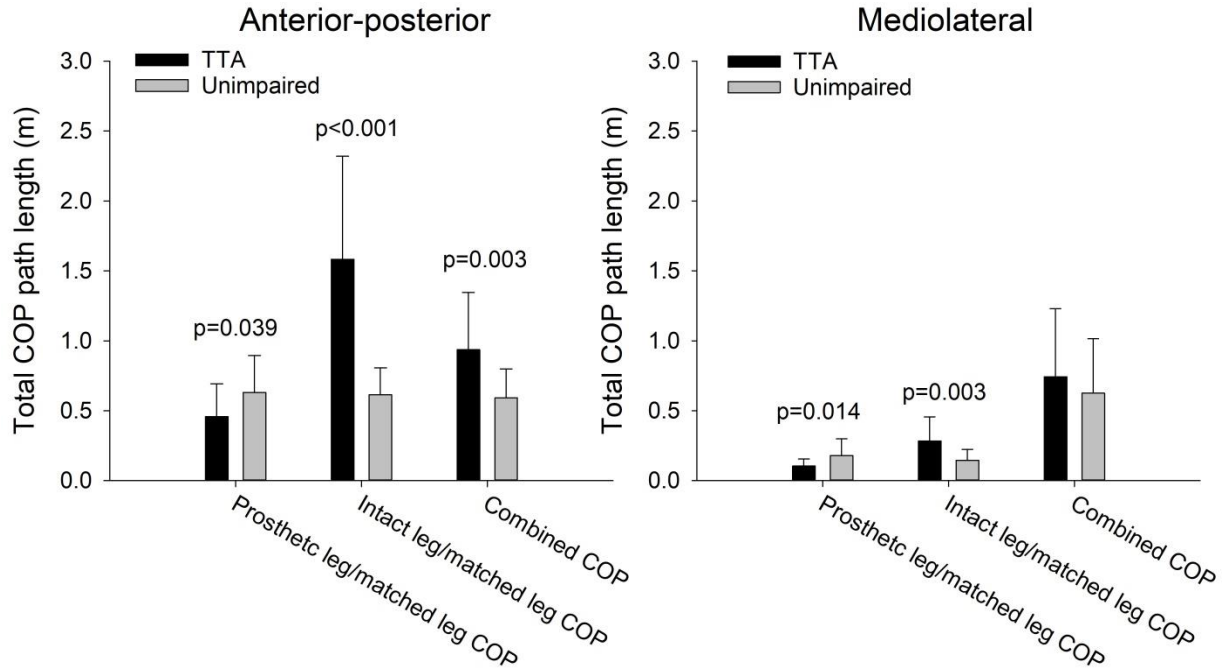 Anterior-posterior
Total COP path length (m)
3.0
2.5
2.0
1.5
1.0
0.5
0.0
TTA
Unimpaired
p=0.039
p<0.001
p=0.003
Prosthetc leg/matched leg COP
Intact leg/matched leg COP
Combined COP
Mediolateral
Total COP path length (m)
3.0
2.5
2.0
1.5
1.0
0.5
0.0
TTA
Unimpaired
p=0.014
p=0.003
Prosthetc leg/matched leg COP
Intact leg/matched leg COP
Combined COP